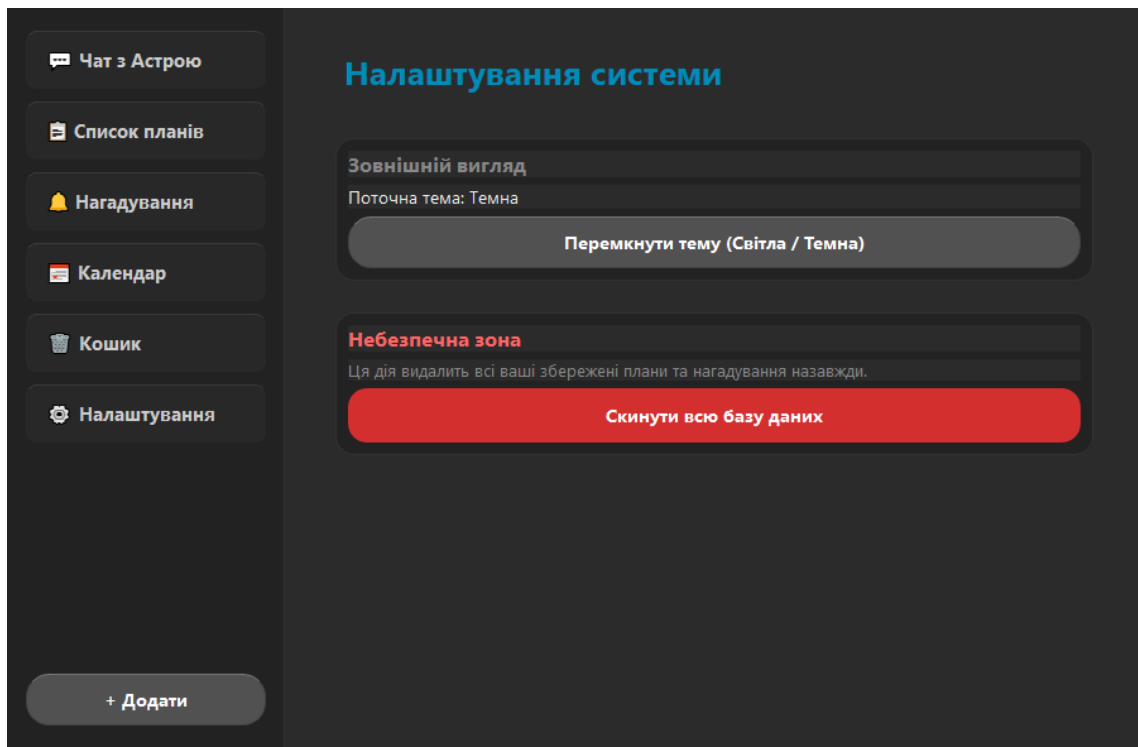 Чат з Астрою
Список планів
Нагадування
Календар
Кошик
Налаштування
+ Додати
Налаштування системи
Зовнішній вигляд
Поточна тема: Темна
Перемкнути тему (Світла / Темна)
Небезпечна зона
Ця дія видалить всі ваші збережені плани та нагадування назавжди.
Скинути всю базу даних